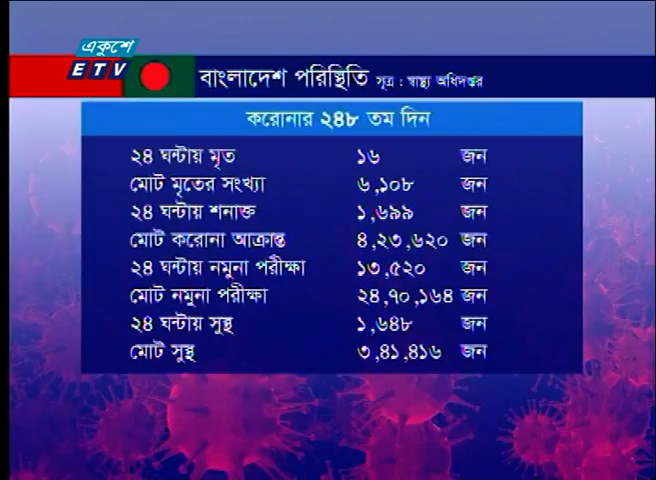 একুশে
ETV
বাংলাদেশ পরিস্থিতি সূত্র : স্বাস্থ্য অধিদপ্তর
করোনার ২৪৮ তম দিন
২৪ ঘন্টায় মৃত ১৬ জন
মোট মৃতের সংখ্যা ৬,১০৮ জন
২৪ ঘন্টায় শনাক্ত ১,৬৯৯ জন
মোট করোনা আক্রান্ত ৪,২৩,৬২০ জন
২৪ ঘন্টায় নমুনা পরীক্ষা ১৩,৫২০ জন
মোট নমুনা পরীক্ষা ২৪,৭০,১৬৪ জন
২৪ ঘন্টায় সুস্থ ১,৬৪৮ জন
মোট সুস্থ ৩,৪১,৪১৬ জন